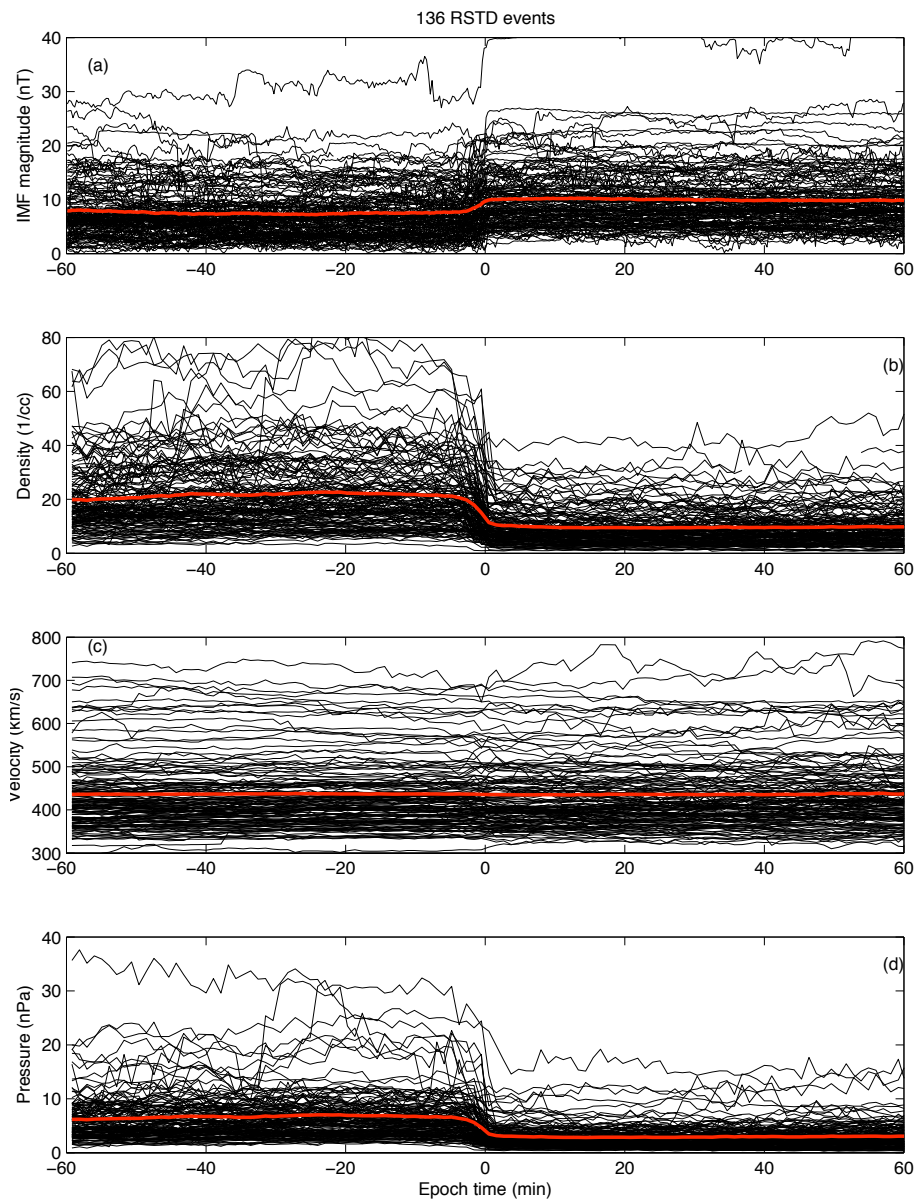 136 RSTD events
40
(a)
30
IMF magnitude (nT)
20
10
0
−60 −40 −20 0 20 40 60
80
(b)
60
Density (1/cc)
40
20
0
−60 −40 −20 0 20 40 60
800
(c)
700
Velocity (km/s)
600
500
400
300
−60 −40 −20 0 20 40 60
40
(d)
30
Pressure (nPa)
20
10
0
−60 −40 −20 0 20 40 60
Epoch time (min)